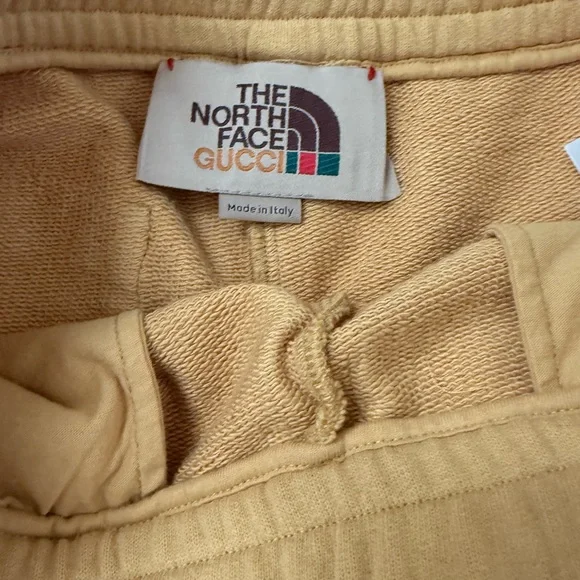 THE
NORTH
FACE
GUCCI
Made in Italy